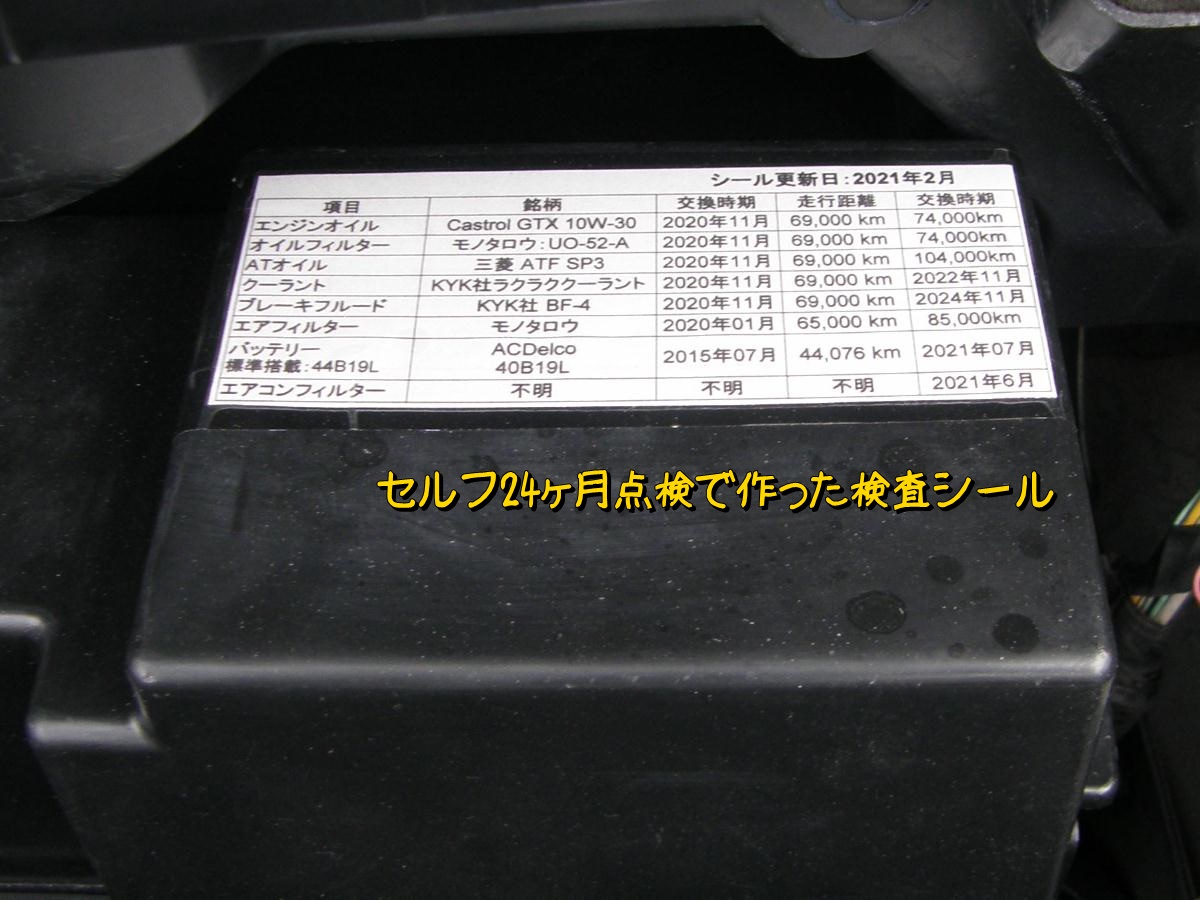 シール更新日:2021年2月
項目 銘柄 交換時期 走行距離 交換時期
エンジンオイル Castrol GTX 10W-30 2020年11月 69,000 km 74,000km
オイルフィルター モノタロウ:UO-52-A 2020年11月 69,000 km 74,000km
ATオイル 三菱 ATF SP3 2020年11月 69,000 km 104,000km
クーラント KYK社ラクラククーラント 2020年11月 69,000 km 2022年11月
ブレーキフルード KYK社 BF-4 2020年11月 69,000 km 2024年11月
エアフィルター モノタロウ 2020年01月 65,000 km 85,000km
バッテリー ACDelco 2015年07月 44,076 km 2021年07月
標準搭載:44B19L 40B19L
エアコンフィルター 不明 不明 不明 2021年6月
セルフ24ヶ月点検で作った検査シール